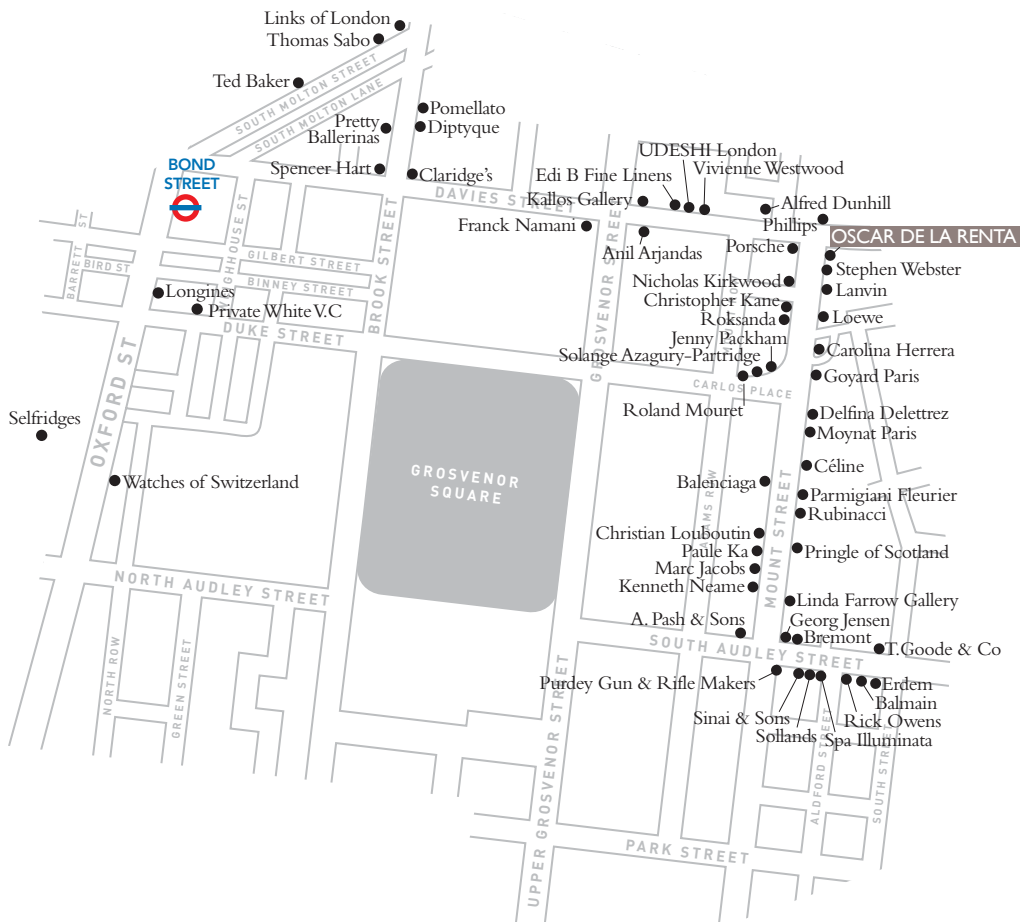 Links of London
Thomas Sabo
Ted Baker
SOUTH MOLTON STREET
SOUTH MOLTON LANE
Pomellato
Pretty
Ballerinas
Diptyque
UDESHI London
BOND
STREET
Spencer Hart
Claridge's
Edi B Fine Linens
Vivienne Westwood
DAVIES STREET
Kallos Gallery
Alfred Dunhill
Phillips
Franck Namani
Anil Arjandas
Porsche
OSCAR DE LA RENTA
BARRETT ST
BIRD ST
GILBERT STREET
BINNEY STREET
BROOK STREET
GROSVENOR STREET
Nicholas Kirkwood
Stephen Webster
Longines
Private White V.C
Christopher Kane
Lanvin
Roksanda
Loewe
DUKE STREET
Jenny Packham
Solange Azagury-Partridge
Carolina Herrera
CARLOS PLACE
Goyard Paris
OXFORD ST
Roland Mouret
Selfridges
Delfina Delettrez
Moynat Paris
GROSVENOR
SQUARE
Céline
Watches of Switzerland
Balenciaga
ADAMS ROW
MOUNT STREET
Parmigiani Fleurier
Rubinacci
Christian Louboutin
Paule Ka
Pringle of Scotland
Marc Jacobs
Kenneth Neame
NORTH AUDLEY STREET
Linda Farrow Gallery
A. Pash & Sons
Georg Jensen
Bremont
SOUTH AUDLEY STREET
T.Goode & Co
NORTH ROW
GREEN STREET
Purdey Gun & Rifle Makers
Erdem
Balmain
Sinai & Sons
Rick Owens
Sollands
Spa Illuminata
UPPER GROSVENOR STREET
ALDFORD STREET
SOUTH STREET
PARK STREET